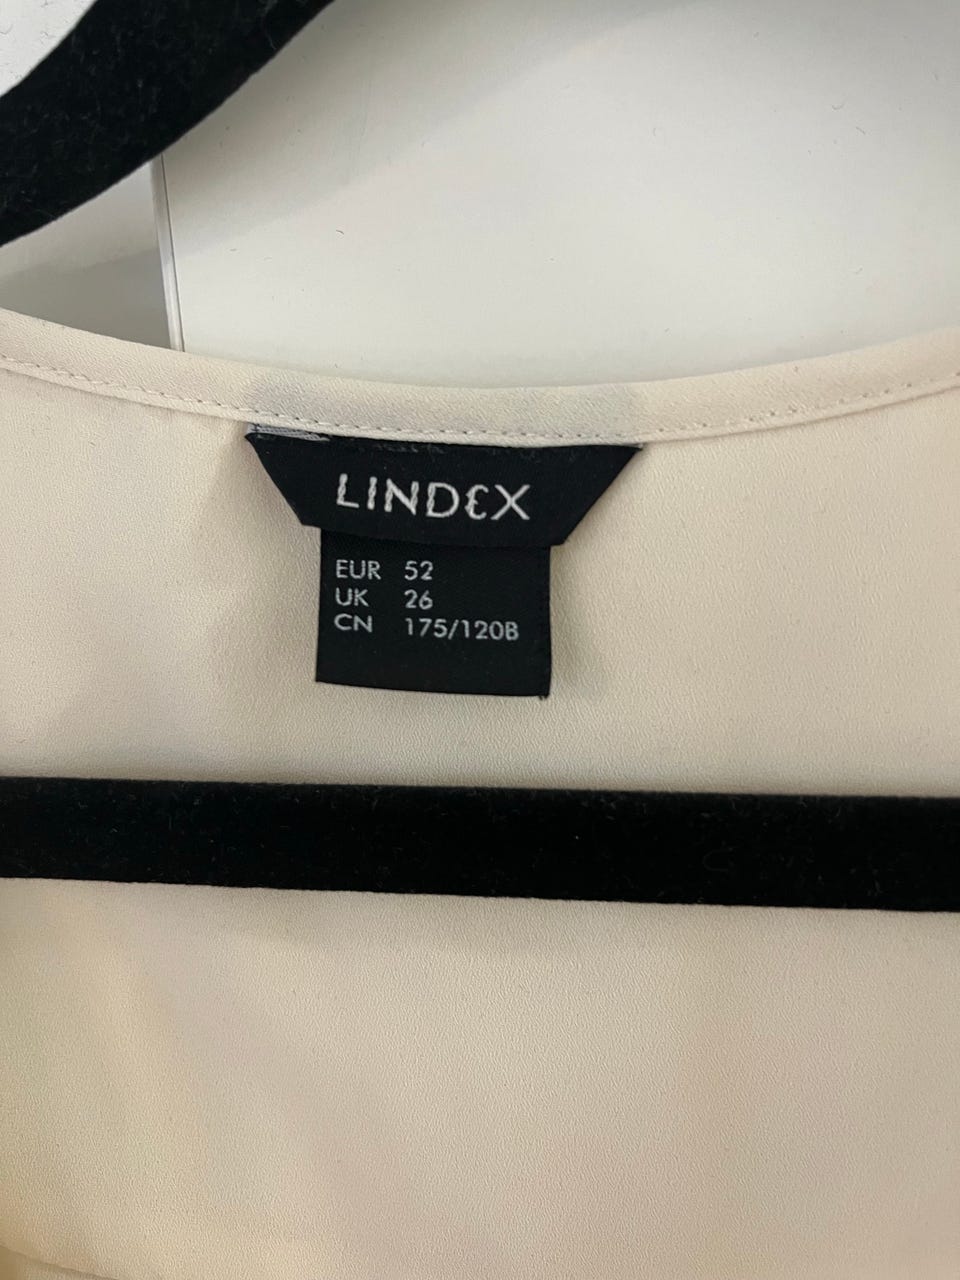 LINDEX
EUR 52
UK 26
CN 175/120B